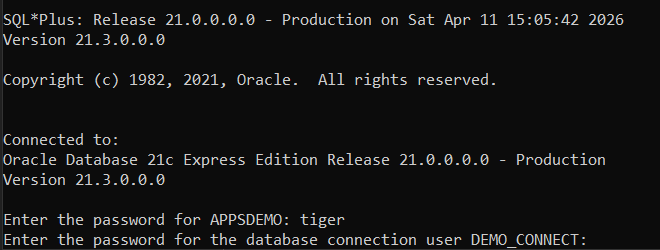 SQL*Plus: Release 21.0.0.0.0 - Production on Sat Apr 11 15:05:42 2026
Version 21.3.0.0.0
Copyright (c) 1982, 2021, Oracle.  All rights reserved.
Connected to:
Oracle Database 21c Express Edition Release 21.0.0.0.0 - Production
Version 21.3.0.0.0
Enter the password for APPSDEMO: tiger
Enter the password for the database connection user DEMO_CONNECT: